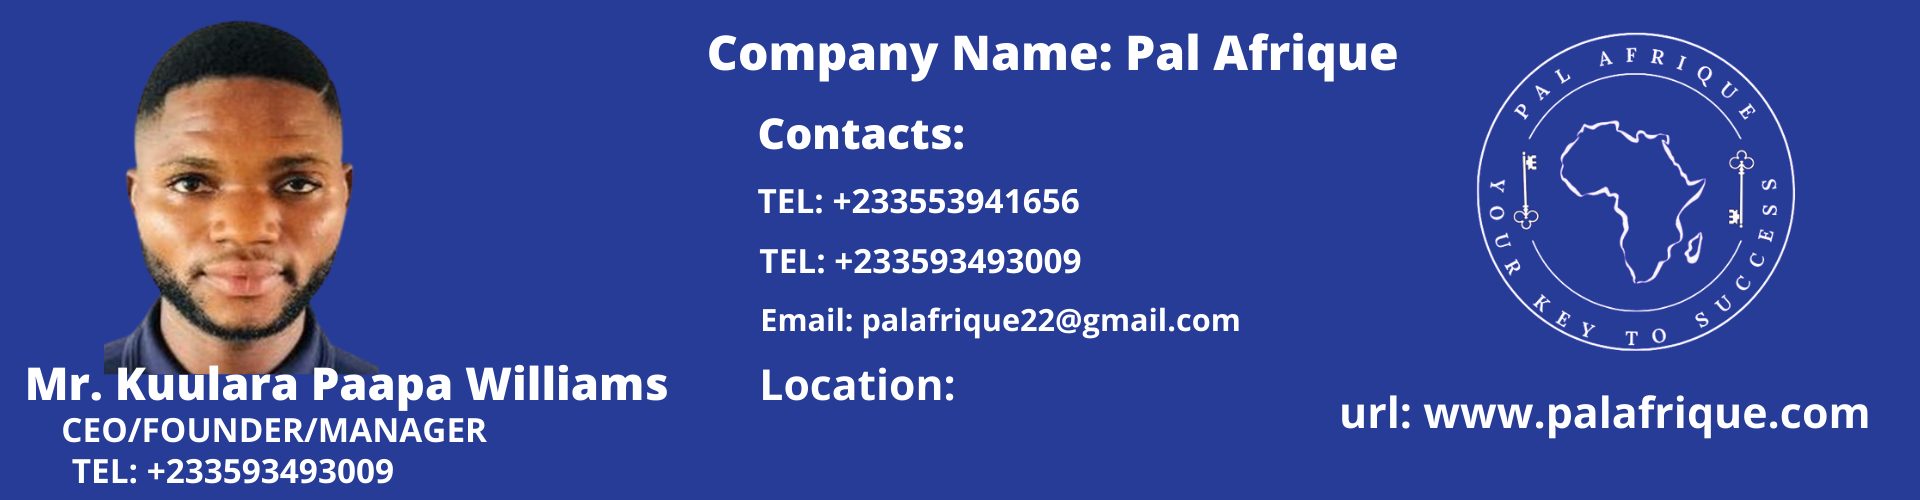 Mr. Kuulara Paapa Williams
CEO/FOUNDER/MANAGER
TEL: +233593493009
Company Name: Pal Afrique
Contacts:
TEL: +233553941656
TEL: +233593493009
Email: palafrique22@gmail.com
Location:
PAL AFRIQUE
YOUR KEY TO SUCCESS
url: www.palafrique.com